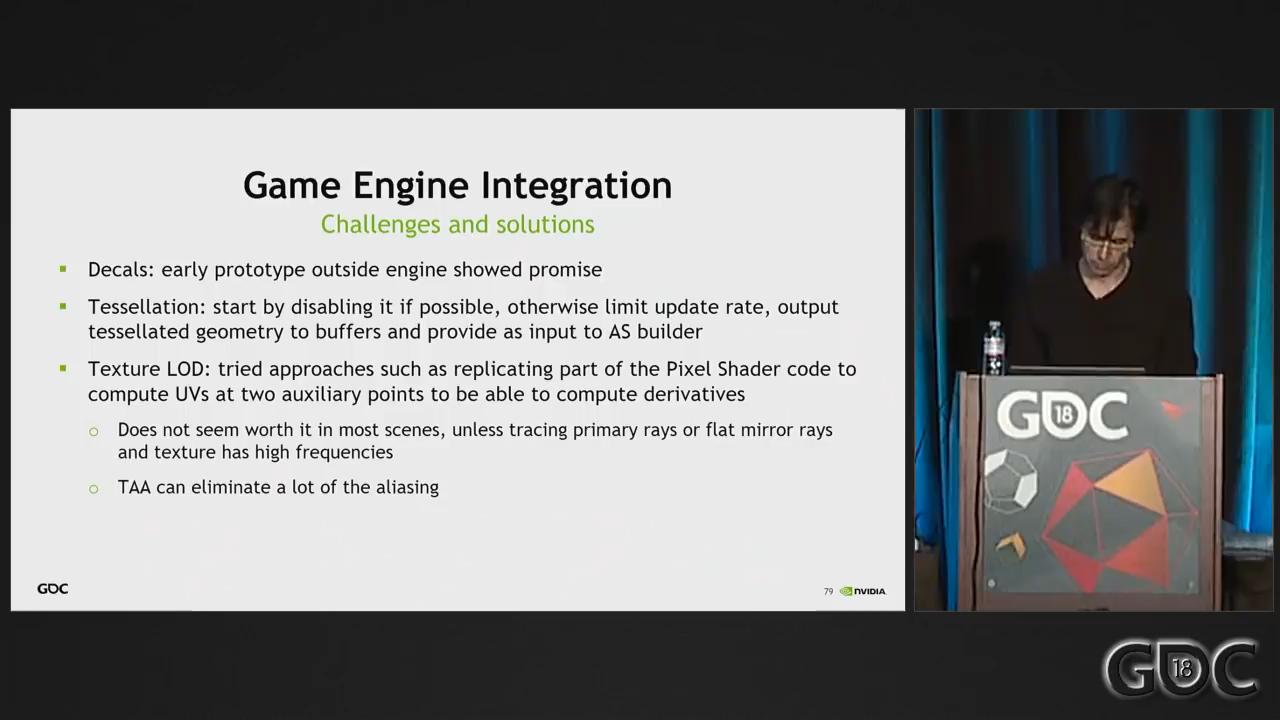 Game Engine Integration
Challenges and solutions
Decals: early prototype outside engine showed promise
Tessellation: start by disabling it if possible, otherwise limit update rate, output
tessellated geometry to buffers and provide as input to AS builder
Texture LOD: tried approaches such as replicating part of the Pixel Shader code to
compute UVs at two auxiliary points to be able to compute derivatives
Does not seem worth it in most scenes, unless tracing primary rays or flat mirror rays
and texture has high frequencies
TAA can eliminate a lot of the aliasing
GDC
79 NVIDIA
GDC 18
GDC 18